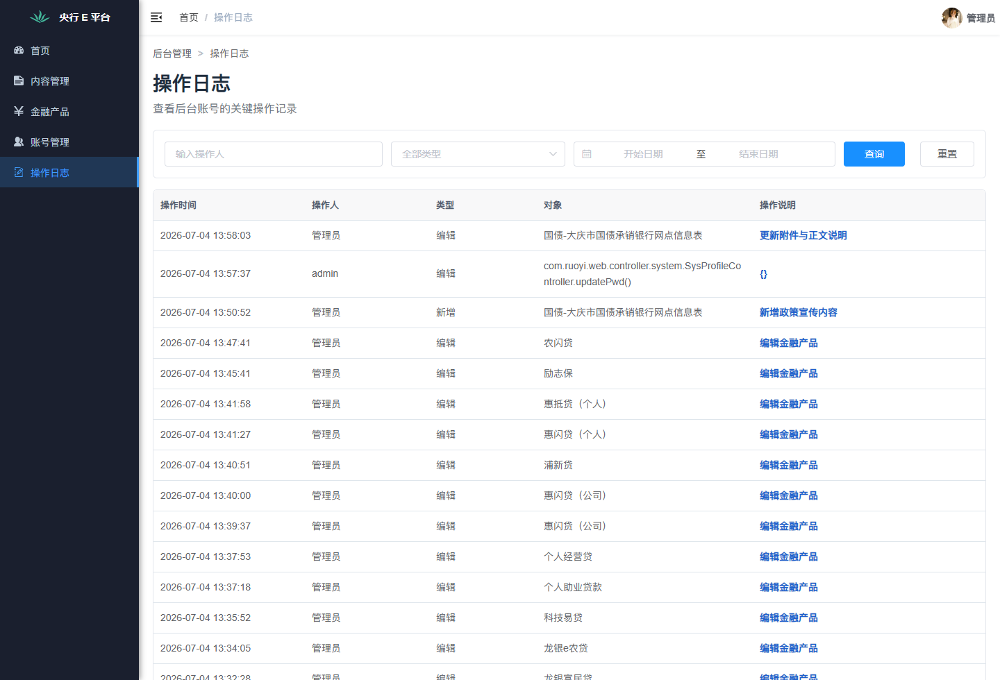 央行 E 平台
首页
内容管理
金融产品
账号管理
操作日志
首页 / 操作日志
管理员
后台管理 > 操作日志
操作日志
查看后台账号的关键操作记录
输入操作人 全部类型 开始日期 至 结束日期 查询 重置
操作时间 操作人 类型 对象 操作说明
2026-07-04 13:58:03 管理员 编辑 国债-大庆市国债承销银行网点信息表 更新附件与正文说明
2026-07-04 13:57:37 admin 编辑 com.ruoyi.web.controller.system.SysProfileCo
ntroller.updatePwd() {}
2026-07-04 13:50:52 管理员 新增 国债-大庆市国债承销银行网点信息表 新增政策宣传内容
2026-07-04 13:47:41 管理员 编辑 农闪贷 编辑金融产品
2026-07-04 13:45:41 管理员 编辑 励志保 编辑金融产品
2026-07-04 13:41:58 管理员 编辑 惠抵贷（个人） 编辑金融产品
2026-07-04 13:41:27 管理员 编辑 惠闪贷（个人） 编辑金融产品
2026-07-04 13:40:51 管理员 编辑 浦新贷 编辑金融产品
2026-07-04 13:40:00 管理员 编辑 惠闪贷（公司） 编辑金融产品
2026-07-04 13:39:37 管理员 编辑 惠闪贷（公司） 编辑金融产品
2026-07-04 13:37:53 管理员 编辑 个人经营贷 编辑金融产品
2026-07-04 13:37:18 管理员 编辑 个人助业贷款 编辑金融产品
2026-07-04 13:35:52 管理员 编辑 科技易贷 编辑金融产品
2026-07-04 13:34:05 管理员 编辑 龙银e农贷 编辑金融产品
2026-07-04 13:32:28 管理员 编辑 龙银富民贷 编辑金融产品